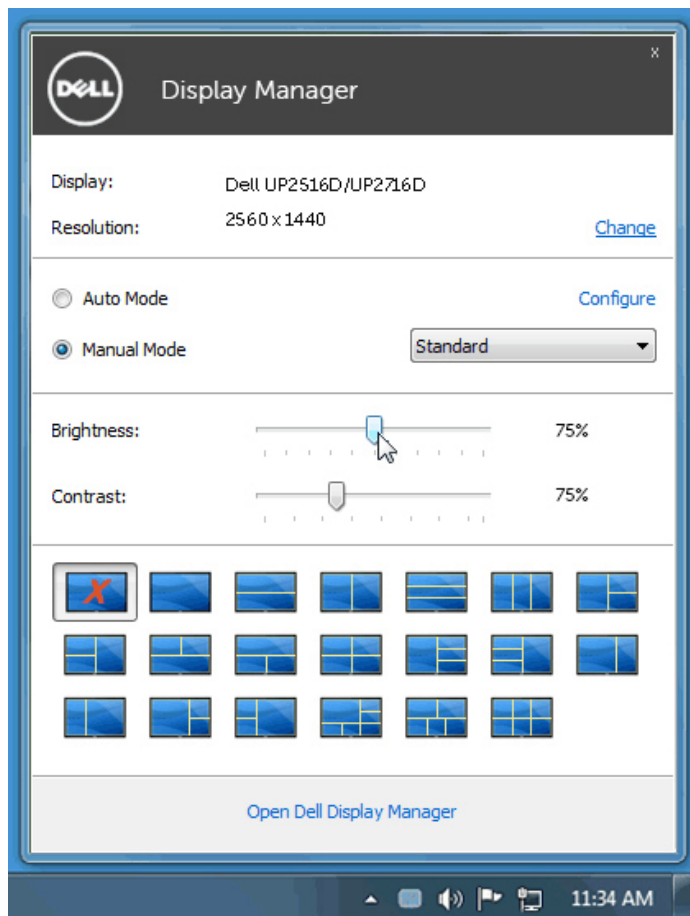 x
DELL
Display Manager
Display: Dell UP2516D/UP2716D
Resolution: 2560 x 1440 Change
Auto Mode Configure
Manual Mode Standard
Brightness: 75%
Contrast: 75%
Open Dell Display Manager
11:34 AM